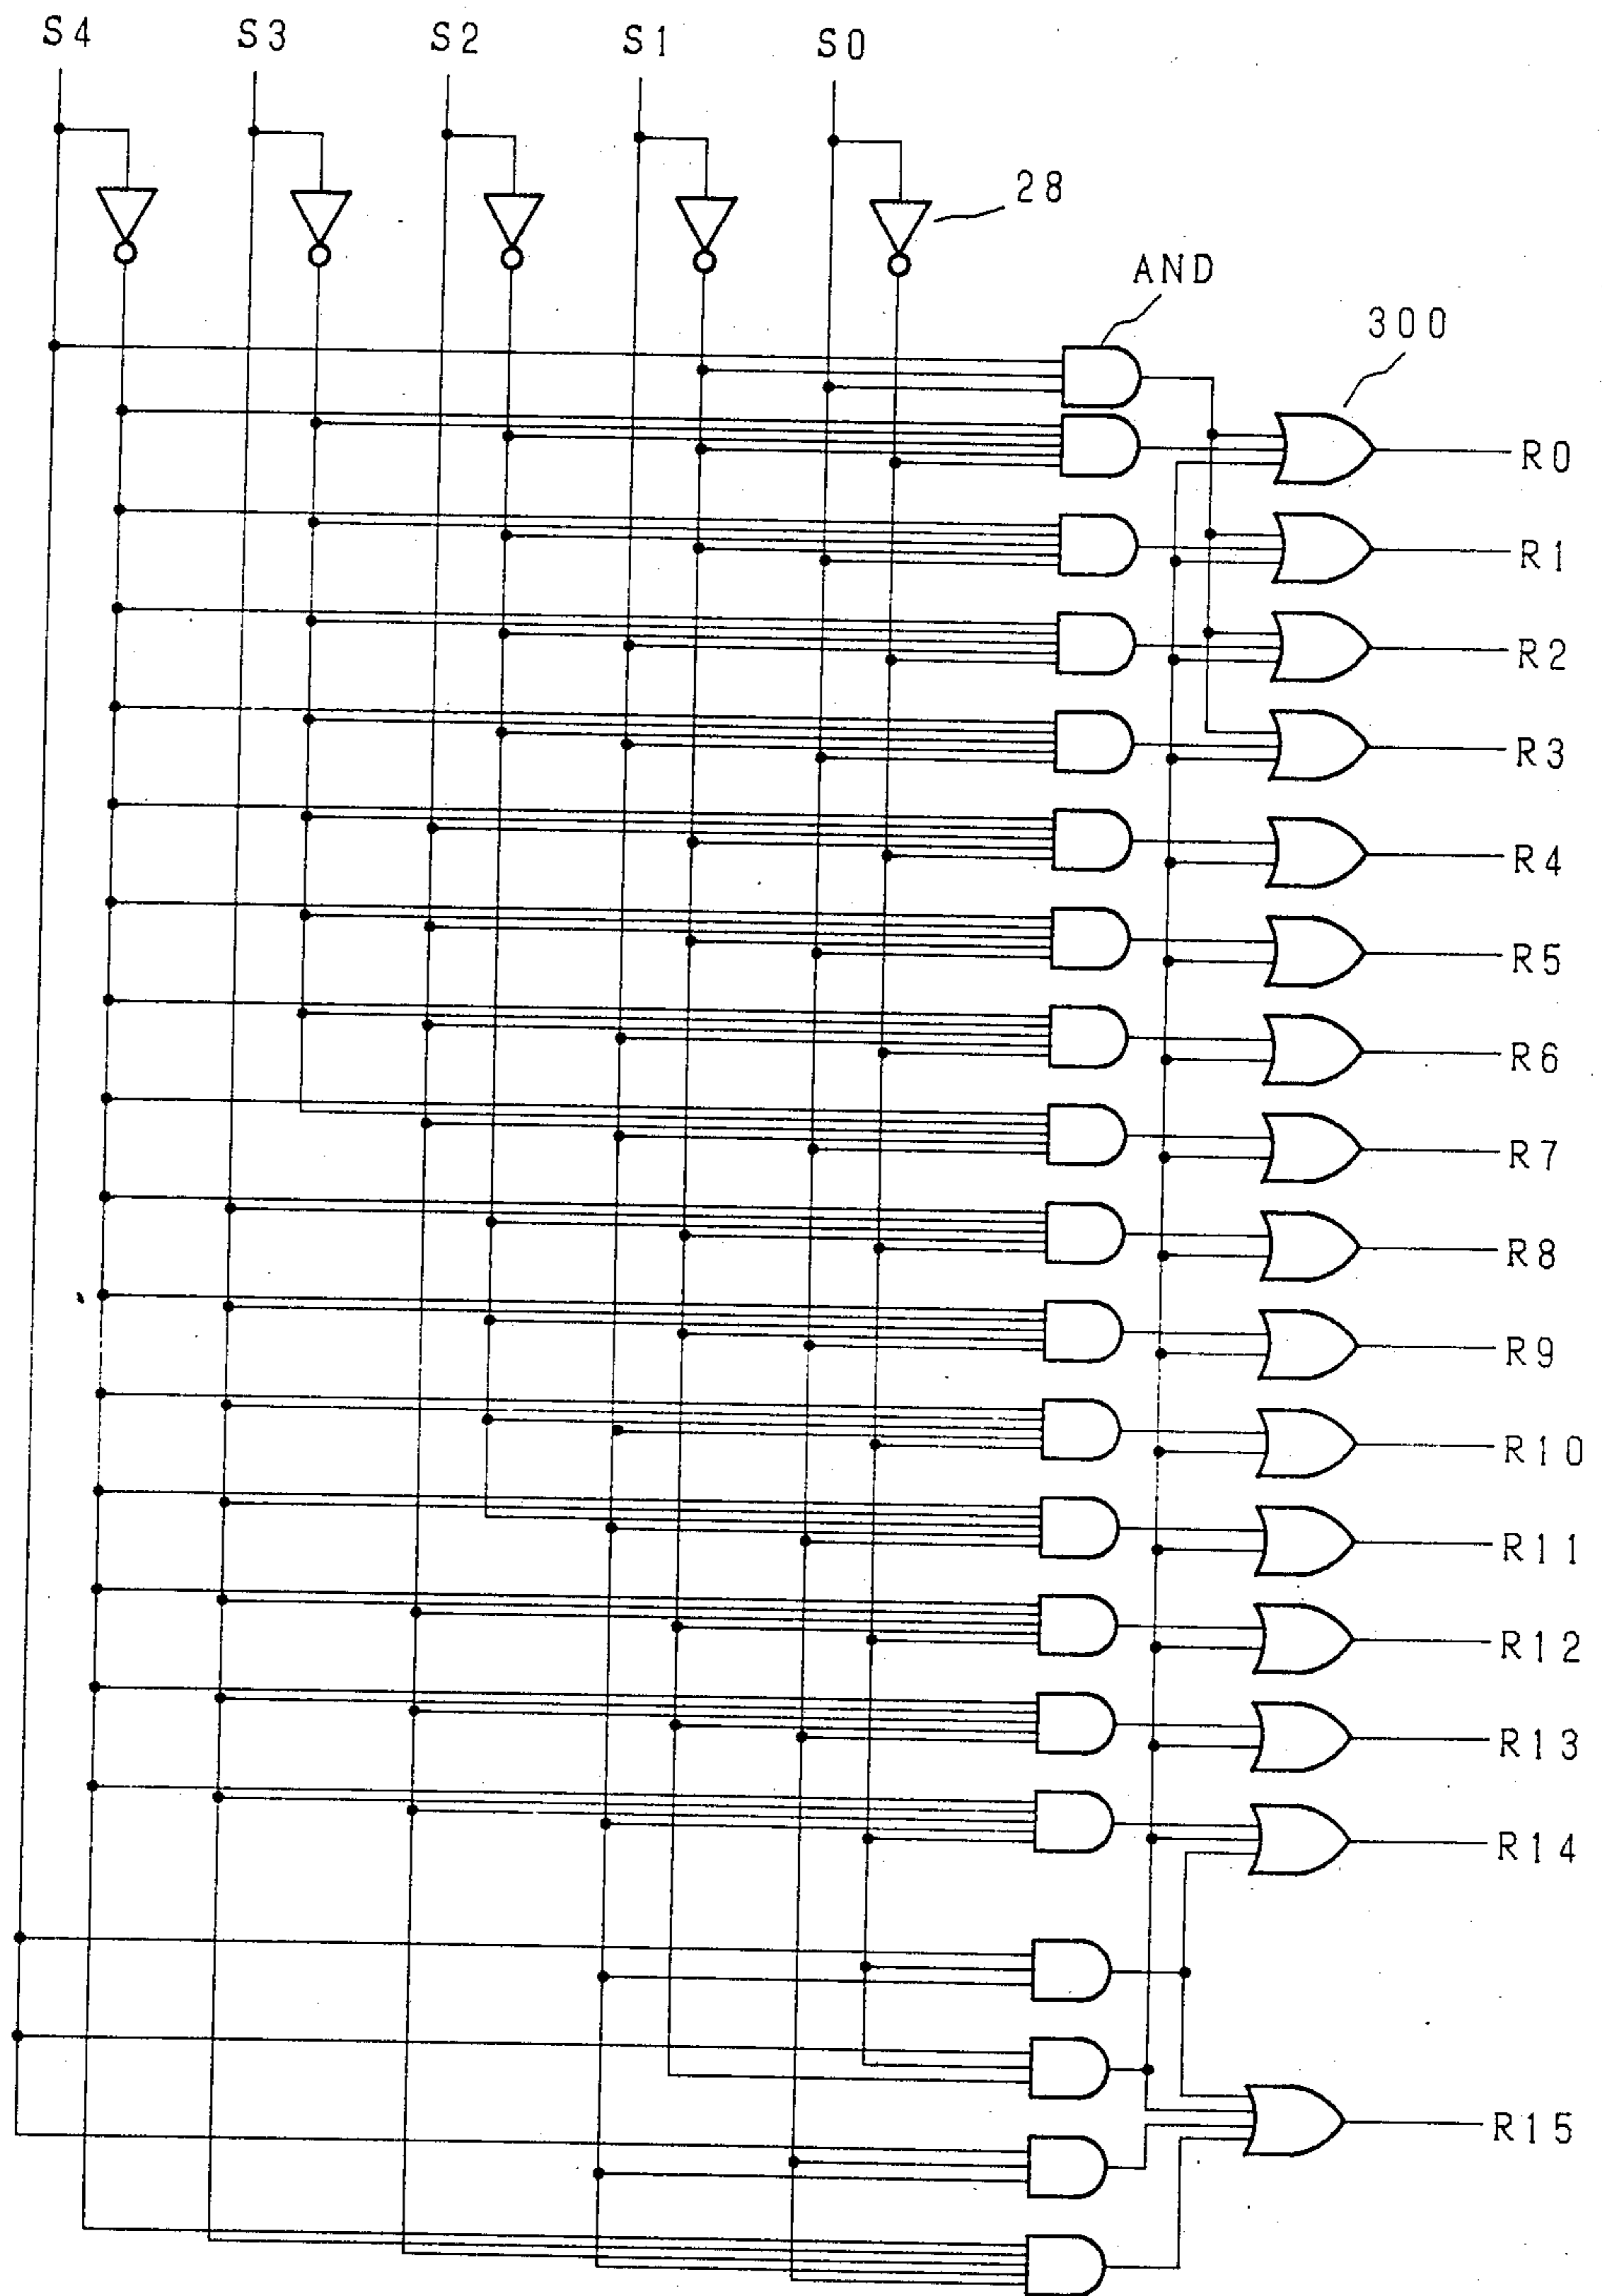 S4 S3 S2 S1 S0
28
AND
300
R0
R1
R2
R3
R4
R5
R6
R7
R8
R9
R10
R11
R12
R13
R14
R15